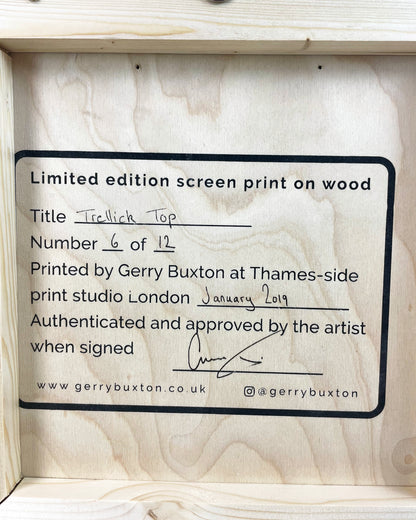 Limited edition screen print on wood
Title Trellick Top
Number 6 of 12
Printed by Gerry Buxton at Thames-side
print studio London January 2019
Authenticated and approved by the artist
when signed
www.gerrybuxton.co.uk @gerrybuxton